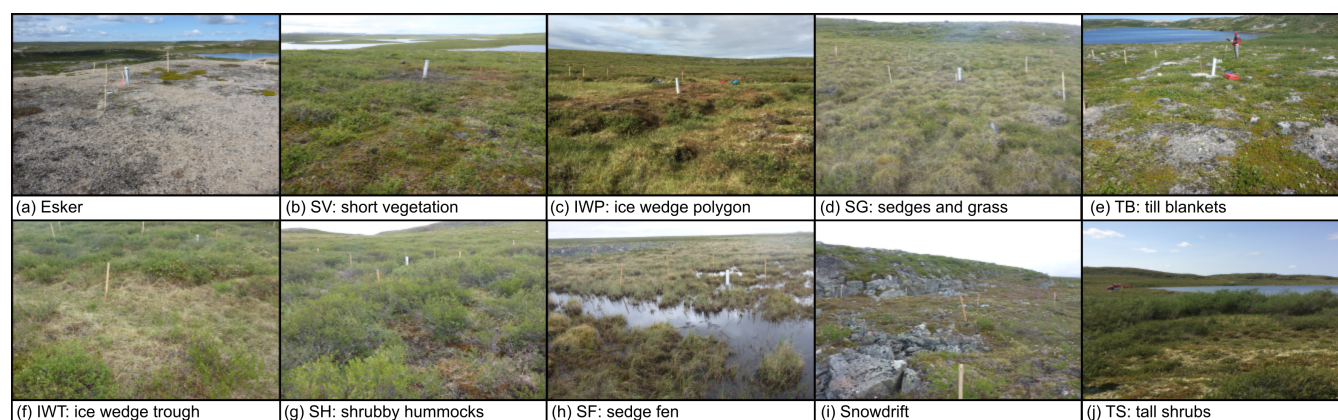 (a) Esker
(b) SV: short vegetation
(c) IWP: ice wedge polygon
(d) SG: sedges and grass
(e) TB: till blankets
(f) IWT: ice wedge trough
(g) SH: shrubby hummocks
(h) SF: sedge fen
(i) Snowdrift
(j) TS: tall shrubs